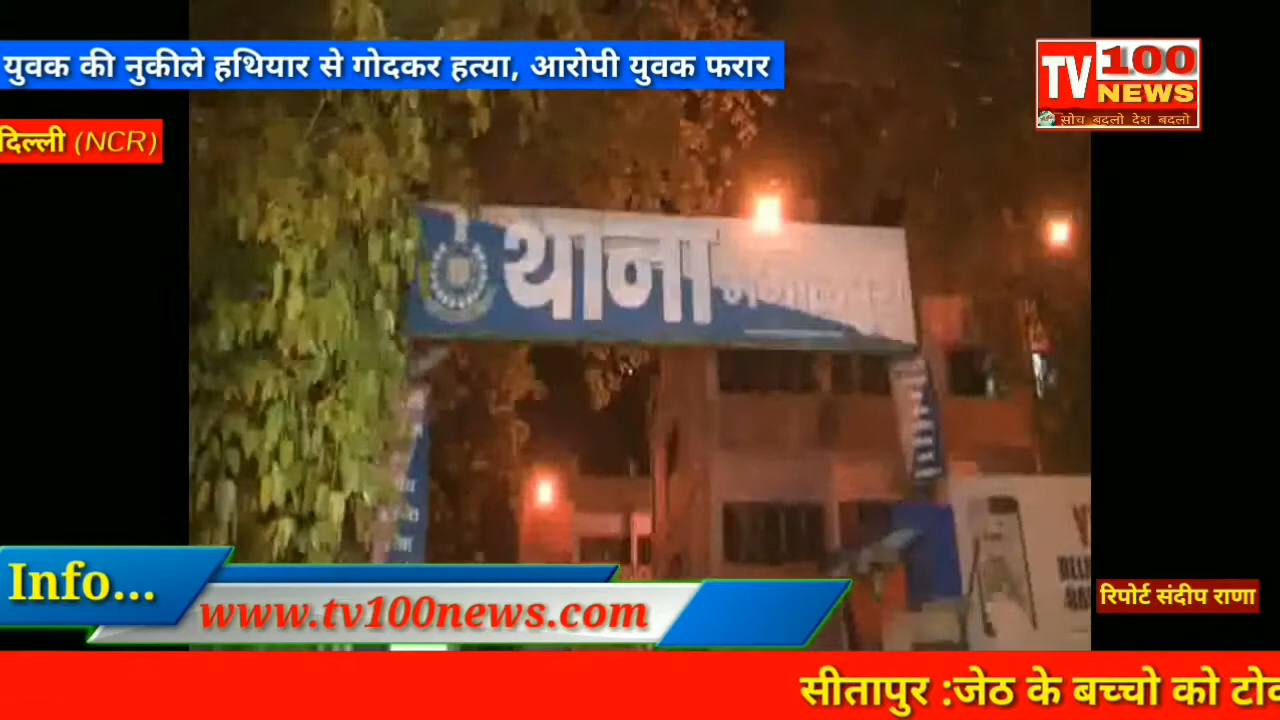 युवक की नुकीले हथियार से गोदकर हत्या, आरोपी युवक फरार
TV 100 NEWS
सोच बदलो देश बदलो
दिल्ली (NCR)
थाना
Info...
www.tv100news.com
रिपोर्ट संदीप राणा
सीतापुर :जेठ के बच्चो को